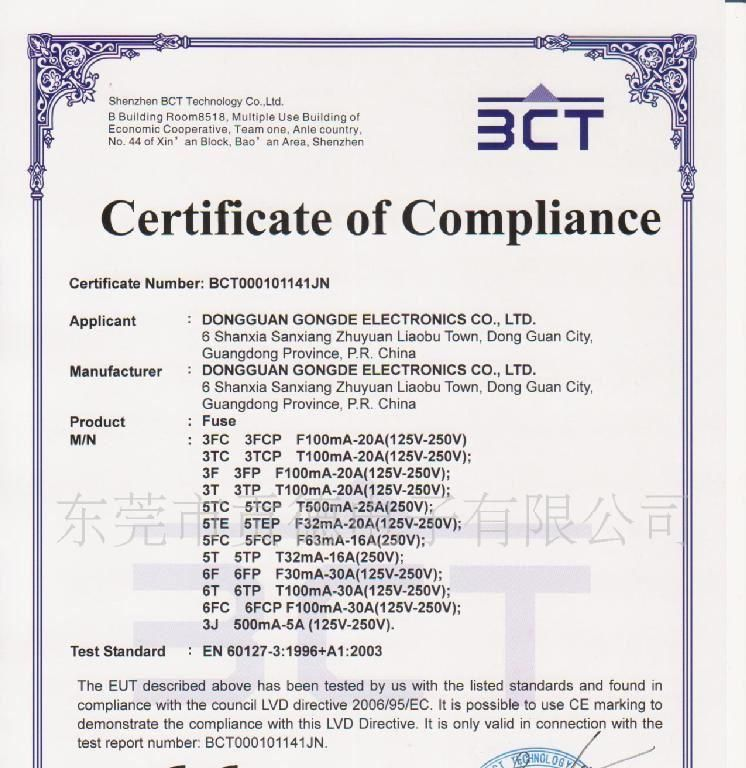 Shenzhen BCT Technology Co.,Ltd.
B Building Room8518, Multiple Use Building of
Economic Cooperative, Team one, Anle country,
No. 44 of Xin' an Block, Bao' an Area, Shenzhen
BCT
Certificate of Compliance
Certificate Number: BCT000101141JN
Applicant : DONGGUAN GONGDE ELECTRONICS CO., LTD.
6 Shanxia Sanxiang Zhuyuan Liaobu Town, Dong Guan City,
Guangdong Province, P.R. China
Manufacturer : DONGGUAN GONGDE ELECTRONICS CO., LTD.
6 Shanxia Sanxiang Zhuyuan Liaobu Town, Dong Guan City,
Guangdong Province, P.R. China
Product : Fuse
M/N : 3FC 3FCP F100mA-20A(125V-250V)
3TC 3TCP T100mA-20A(125V-250V);
3F 3FP F100mA-20A(125V-250V);
3T 3TP T100mA-20A(125V-250V);
5TC 5TCP T500mA-25A(250V);
5TE 5TEP F32mA-20A(125V-250V);
5FC 5FCP F63mA-16A(250V);
5T 5TP T32mA-16A(250V);
6F 6FP F30mA-30A(125V-250V);
6T 6TP T100mA-30A(125V-250V);
6FC 6FCP F100mA-30A(125V-250V);
3J 500mA-5A (125V-250V).
东莞市 德 子有限公司
BCT
Test Standard : EN 60127-3:1996+A1:2003
The EUT described above has been tested by us with the listed standards and found in
compliance with the council LVD directive 2006/95/EC. It is possible to use CE marking to
demonstrate the compliance with this LVD Directive. It is only valid in connection with the
test report number: BCT000101141JN.